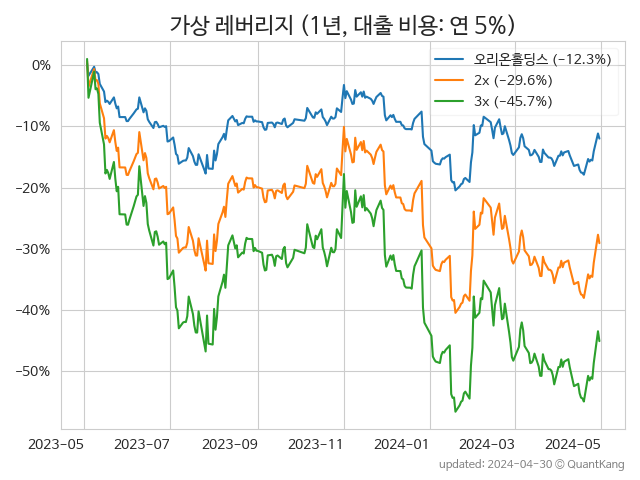 가상 레버리지 (1년, 대출 비용: 연 5%)
오리온홀딩스 (−12.3%)
2x (−29.6%)
3x (−45.7%)
0%
−10%
−20%
−30%
−40%
−50%
2023-05 2023-07 2023-09 2023-11 2024-01 2024-03 2024-05
updated: 2024-04-30 © QuantKang